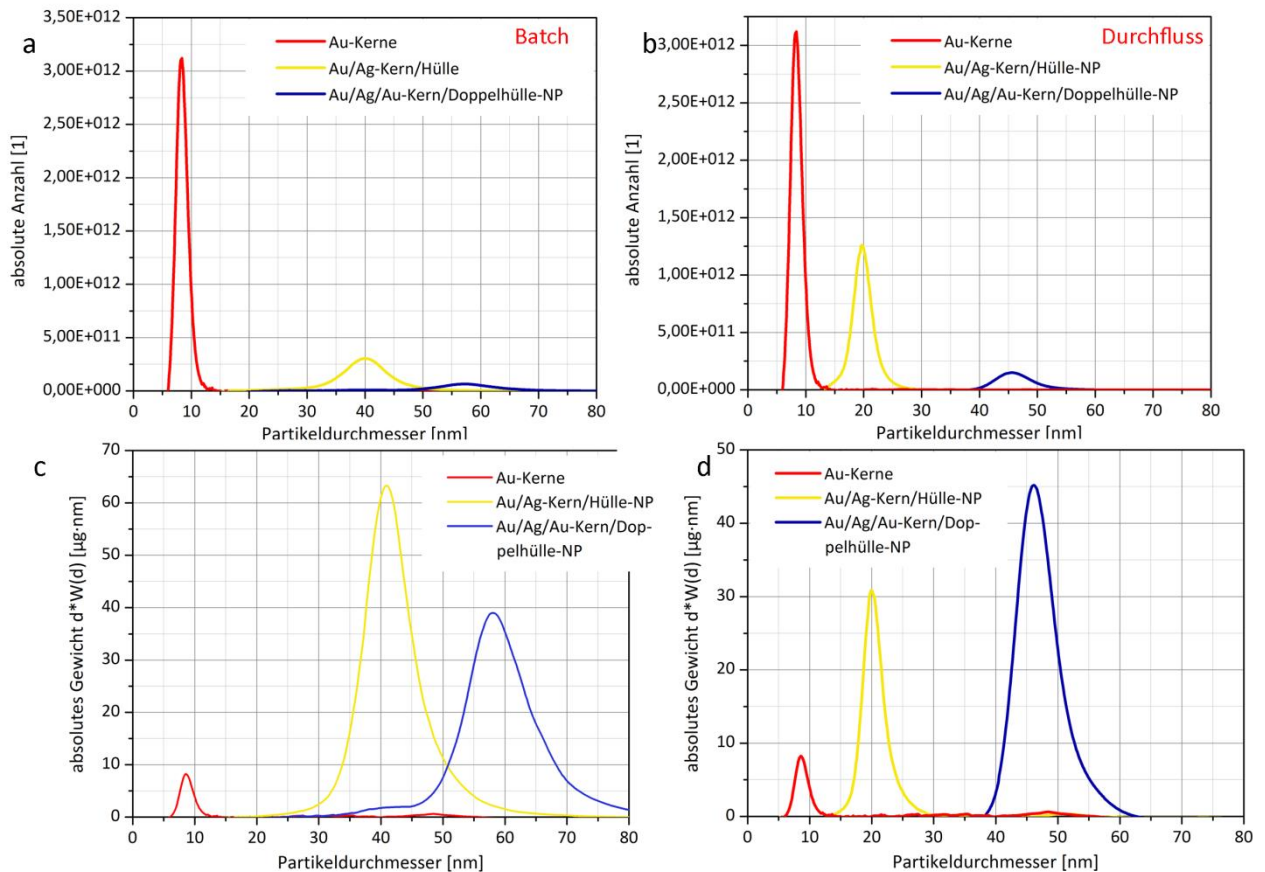 a
Batch
Au-Kerne
Au/Ag-Kern/Hülle
Au/Ag/Au-Kern/Doppelhülle-NP
absolute Anzahl [1]
3,50E+012
3,00E+012
2,50E+012
2,00E+012
1,50E+012
1,00E+012
5,00E+011
0,00E+000
0 10 20 30 40 50 60 70 80
Partikeldurchmesser [nm]
b
Durchfluss
Au-Kerne
Au/Ag-Kern/Hülle-NP
Au/Ag/Au-Kern/Doppelhülle-NP
absolute Anzahl [1]
3,00E+012
2,50E+012
2,00E+012
1,50E+012
1,00E+012
5,00E+011
0,00E+000
0 10 20 30 40 50 60 70 80
Partikeldurchmesser [nm]
c
Au-Kerne
Au/Ag-Kern/Hülle-NP
Au/Ag/Au-Kern/Dop-
pelhülle-NP
absolutes Gewicht d*W(d) [µg·nm]
70
60
50
40
30
20
10
0
0 10 20 30 40 50 60 70 80
Partikeldurchmesser [nm]
d
Au-Kerne
Au/Ag-Kern/Hülle-NP
Au/Ag/Au-Kern/Dop-
pelhülle-NP
absolutes Gewicht d*W(d) [µg·nm]
50
45
40
35
30
25
20
15
10
5
0
0 10 20 30 40 50 60 70 80
Partikeldurchmesser [nm]